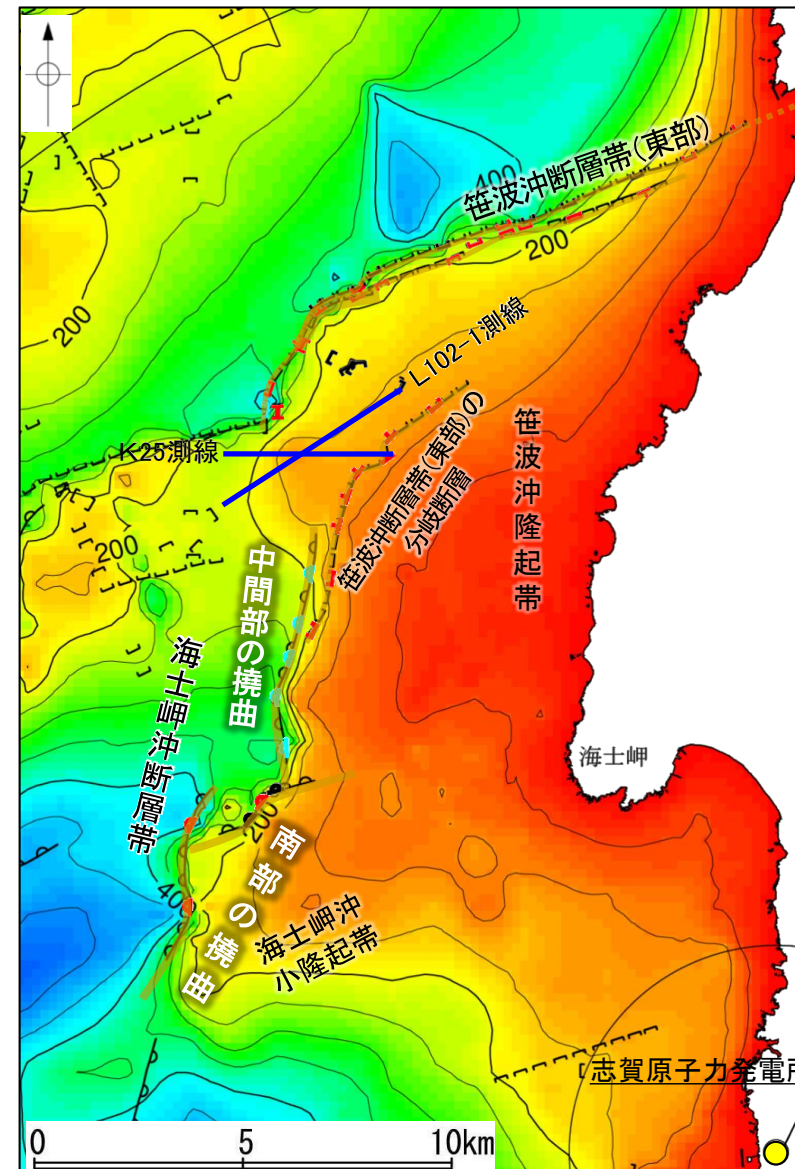 笹波沖断層帯(東部)
400
200
200
L102-1測線
K25測線
笹波沖断層帯(東部)の
分岐断層
笹波沖隆起帯
200
中間部の撓曲
海士岬沖断層帯
海士岬
200
南部の撓曲
400
海士岬沖
小隆起帯
志賀原子力発電所
0 5 10km